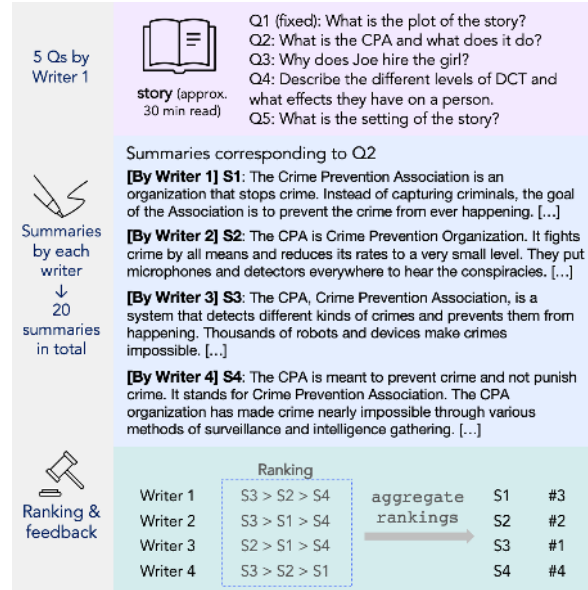 5 Qs by
Writer 1
story (approx.
30 min read)
Q1 (fixed): What is the plot of the story?
Q2: What is the CPA and what does it do?
Q3: Why does Joe hire the girl?
Q4: Describe the different levels of DCT and
what effects they have on a person.
Q5: What is the setting of the story?
Summaries
by each
writer
↓
20
summaries
in total
Summaries corresponding to Q2
[By Writer 1] S1: The Crime Prevention Association is an
organization that stops crime. Instead of capturing criminals, the goal
of the Association is to prevent the crime from ever happening. [...]
[By Writer 2] S2: The CPA is Crime Prevention Organization. It fights
crime by all means and reduces its rates to a very small level. They put
microphones and detectors everywhere to hear the conspiracies. [...]
[By Writer 3] S3: The CPA, Crime Prevention Association, is a
system that detects different kinds of crimes and prevents them from
happening. Thousands of robots and devices make crimes
impossible. [...]
[By Writer 4] S4: The CPA is meant to prevent crime and not punish
crime. It stands for Crime Prevention Association. The CPA
organization has made crime nearly impossible through various
methods of surveillance and intelligence gathering. [...]
Ranking &
feedback
Ranking
Writer 1 S3 > S2 > S4
Writer 2 S3 > S1 > S4
Writer 3 S2 > S1 > S4
Writer 4 S3 > S2 > S1
aggregate
rankings
S1 #3
S2 #2
S3 #1
S4 #4